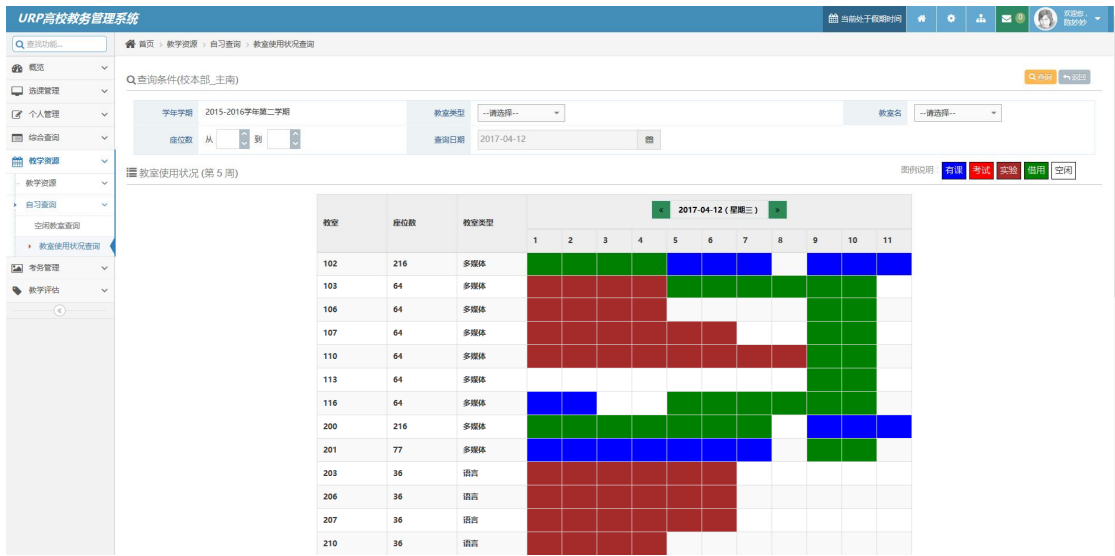 URP高校教务管理系统
当前处于假期时间
0
欢迎您，
查找功能...
首页 > 教学资源 > 自习查询 > 教室使用状况查询
概览
选课管理
个人管理
综合查询
教学资源
教学资源
自习查询
空闲教室查询
教室使用状况查询
考务管理
教学评估
查询条件(校本部_主南)
查询 返回
学年学期 2015-2016学年第二学期 教室类型 --请选择-- 教室名 --请选择--
座位数 从 到 查询日期 2017-04-12
教室使用状况 (第 5 周)
图例说明 有课 考试 实验 借用 空闲
教室 座位数 教室类型 « 2017-04-12 ( 星期三 ) »
1 2 3 4 5 6 7 8 9 10 11
102 216 多媒体
103 64 多媒体
106 64 多媒体
107 64 多媒体
110 64 多媒体
113 64 多媒体
116 64 多媒体
200 216 多媒体
201 77 多媒体
203 36 语言
206 36 语言
207 36 语言
210 36 语言